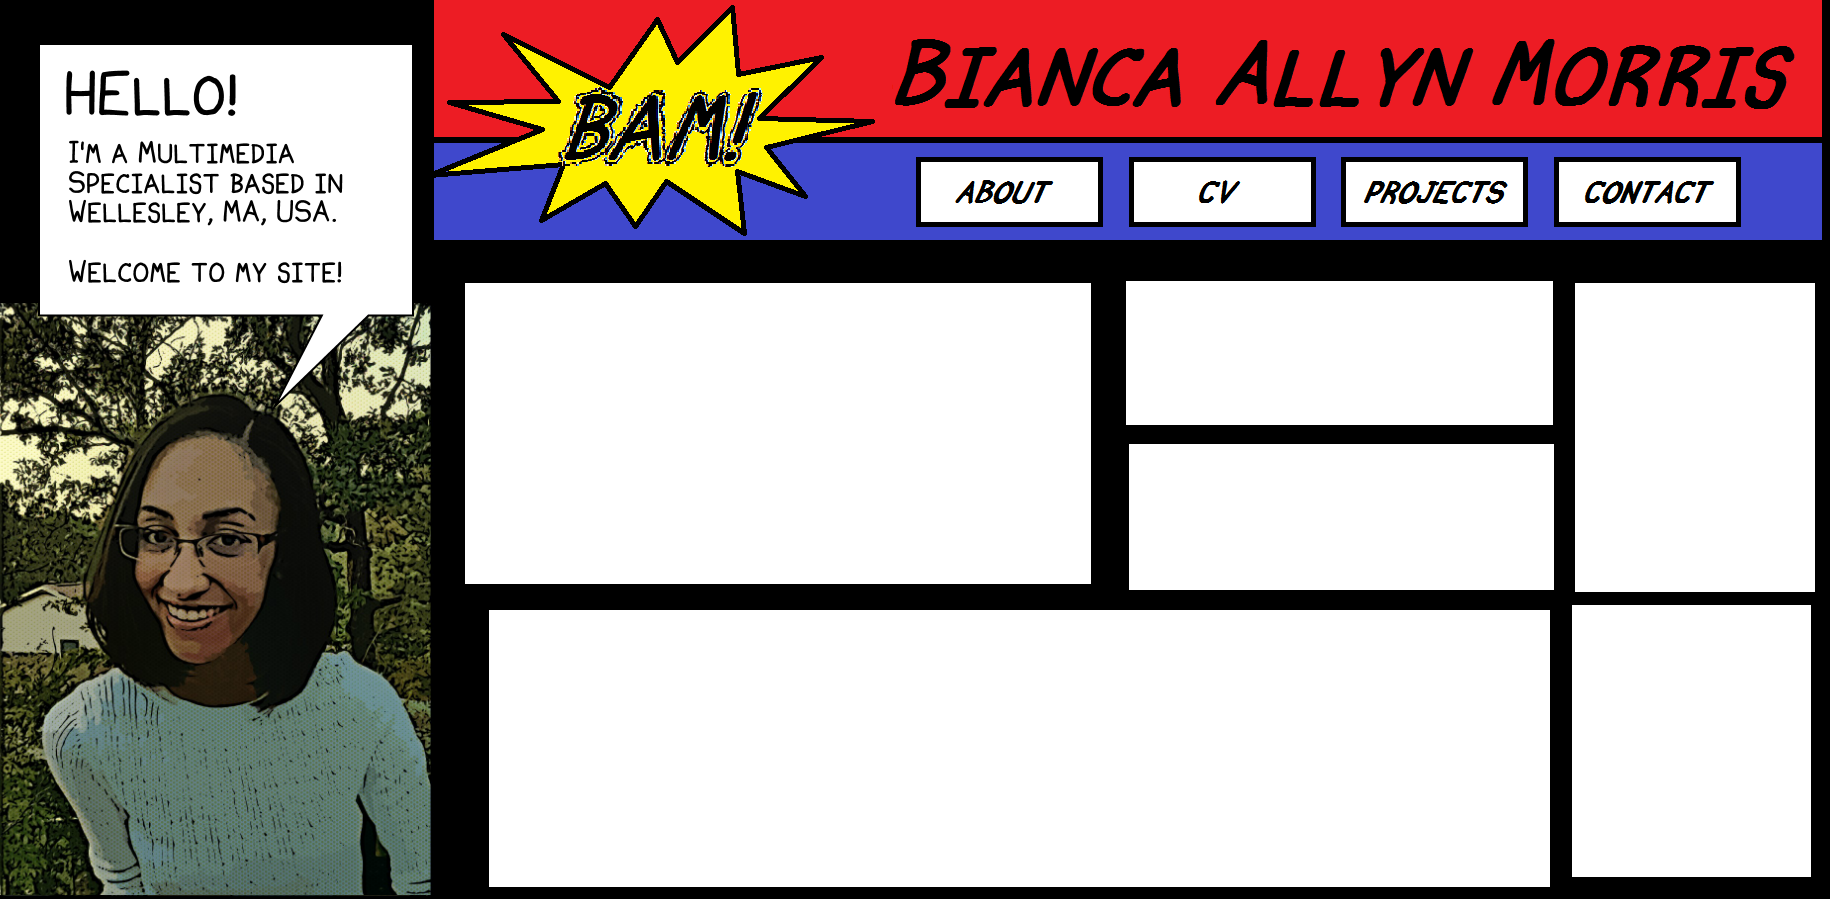 HELLO!
I'M A MULTIMEDIA
SPECIALIST BASED IN
WELLESLEY, MA, USA.
WELCOME TO MY SITE!
BAM!
BIANCA ALLYN MORRIS
ABOUT
CV
PROJECTS
CONTACT